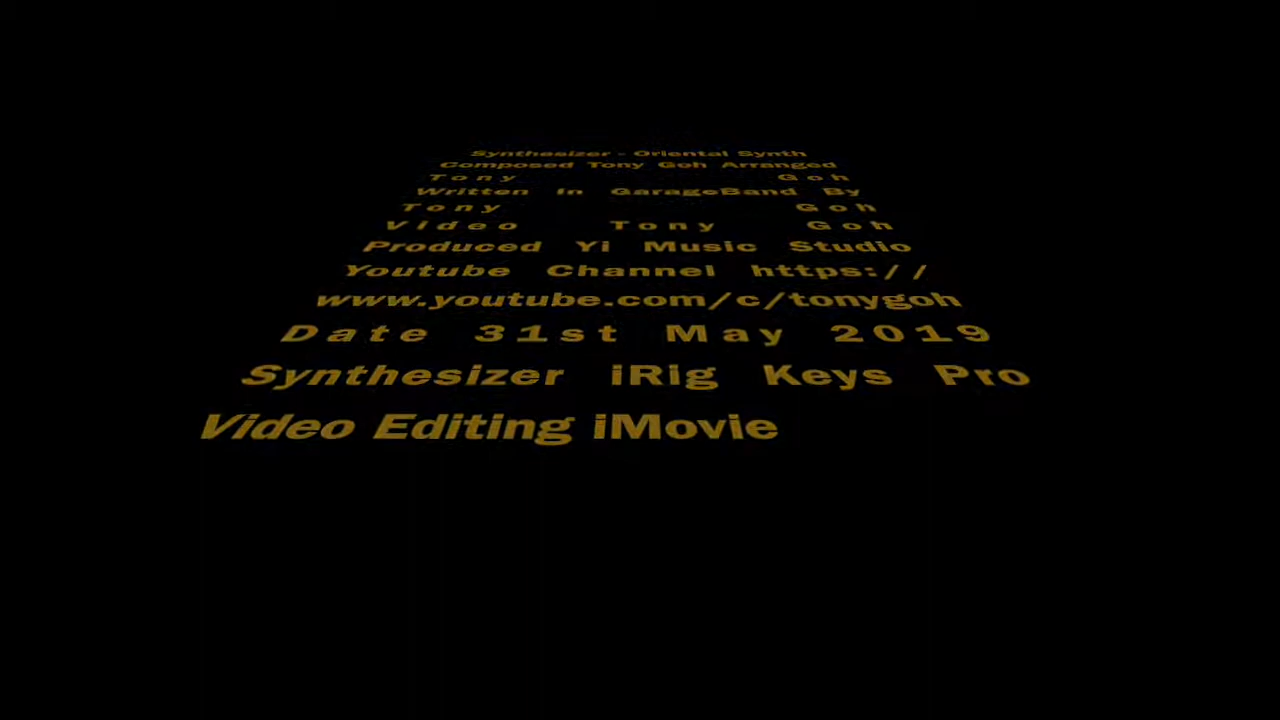 Synthesizer - Oriental Synth
Composed Tony Goh Arranged
Tony Goh
Written In GarageBand By
Tony Goh
Video Tony Goh
Produced Yi Music Studio
Youtube Channel https://
www.youtube.com/c/tonygoh
Date 31st May 2019
Synthesizer iRig Keys Pro
Video Editing iMovie